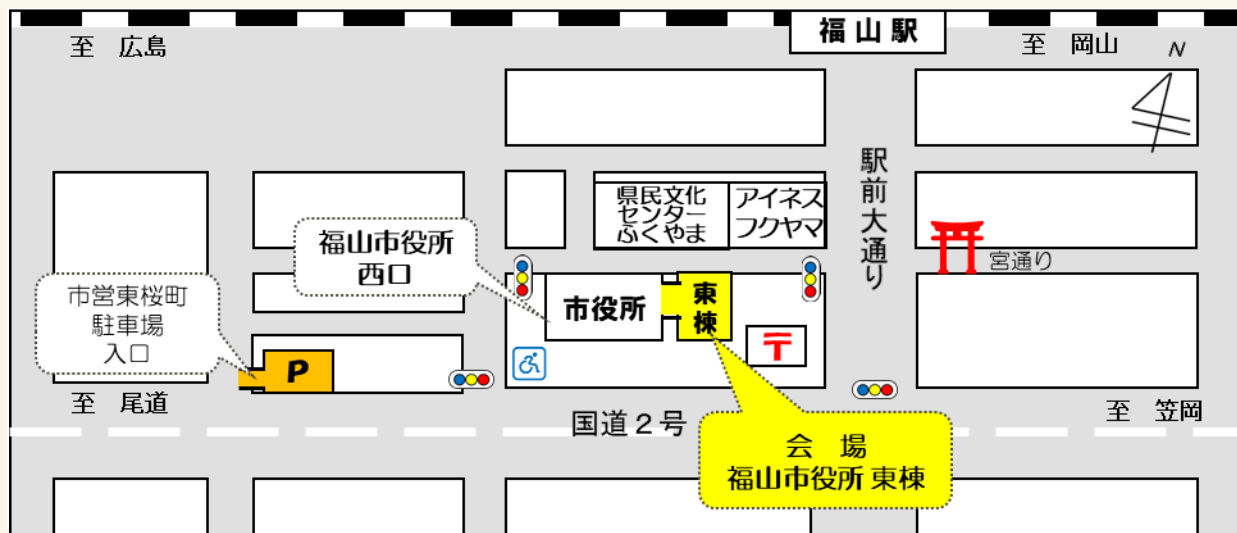 福山駅
至 広島
至 岡山
N
駅前大通り
県民文化
センター
ふくやま
アイネス
フクヤマ
福山市役所
西口
宮通り
市営東桜町
駐車場
入口
市役所
東棟
〒
P
至 尾道
国道2号
至 笠岡
会 場
福山市役所 東棟